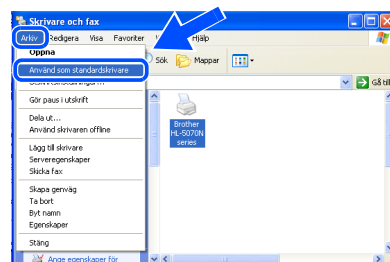 Skrivare och fax
Arkiv Redigera Visa Favoriter Hjälp
Öppna
Sök Mappar
Använd som standardskrivare
Gå till
Utskriftsinställningar...
Gör paus i utskrift
Dela ut...
Använd skrivaren offline
Lägg till skrivare
Serveregenskaper
Skicka fax
Skapa genväg
Ta bort
Byt namn
Egenskaper
Stäng
Brother
HL-5070N
series
Ange egenskaper för